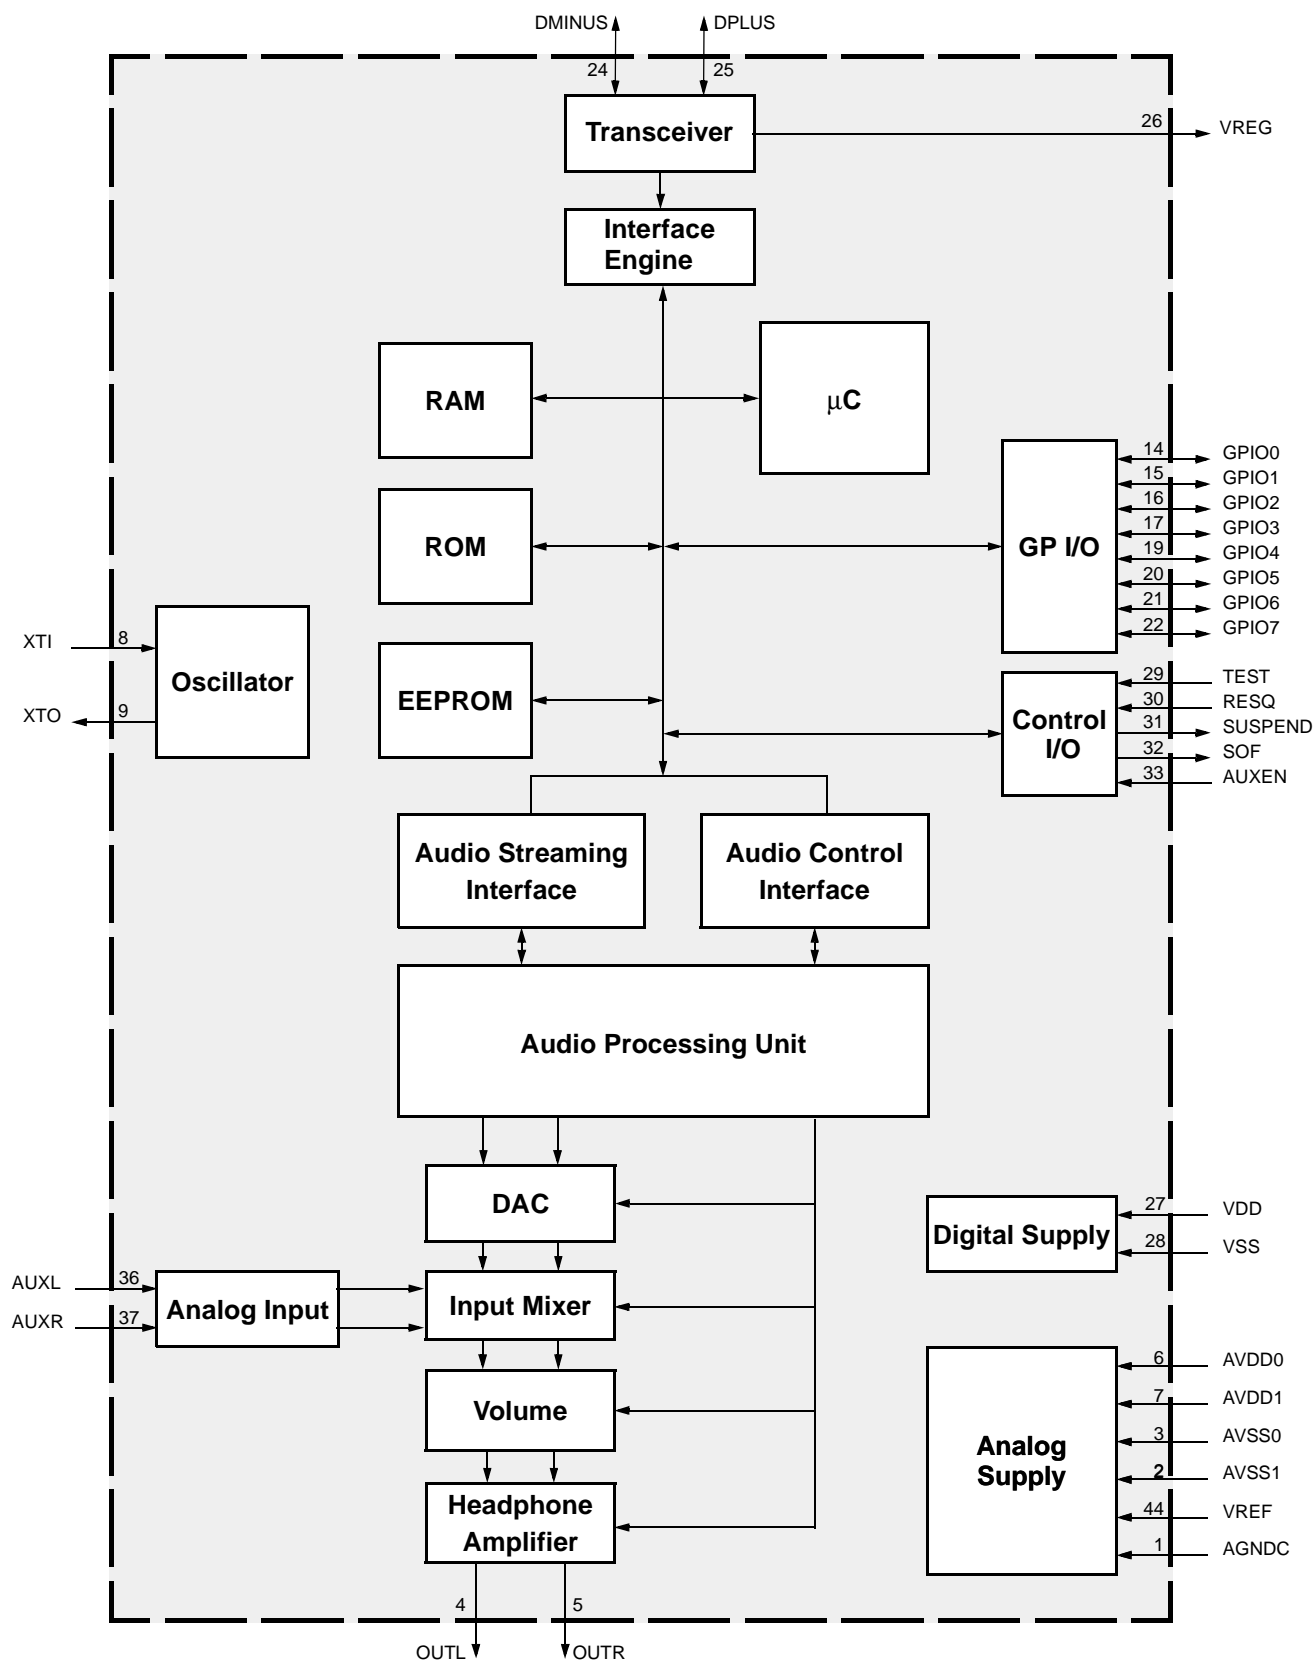 DMINUS
DPLUS
24
25
Transceiver
26
VREG
Interface
Engine
RAM
µC
14
GPIO0
15
GPIO1
16
GPIO2
17
GPIO3
19
GPIO4
20
GPIO5
21
GPIO6
22
GPIO7
ROM
GP I/O
XTI
8
Oscillator
XTO
9
EEPROM
Control
I/O
29
TEST
30
RESQ
31
SUSPEND
32
SOF
33
AUXEN
Audio Streaming
Interface
Audio Control
Interface
Audio Processing Unit
DAC
Digital Supply
27
VDD
28
VSS
AUXL
36
AUXR
37
Analog Input
Input Mixer
Volume
Analog
Supply
6
AVDD0
7
AVDD1
3
AVSS0
2
AVSS1
44
VREF
1
AGNDC
Headphone
Amplifier
4
5
OUTL
OUTR